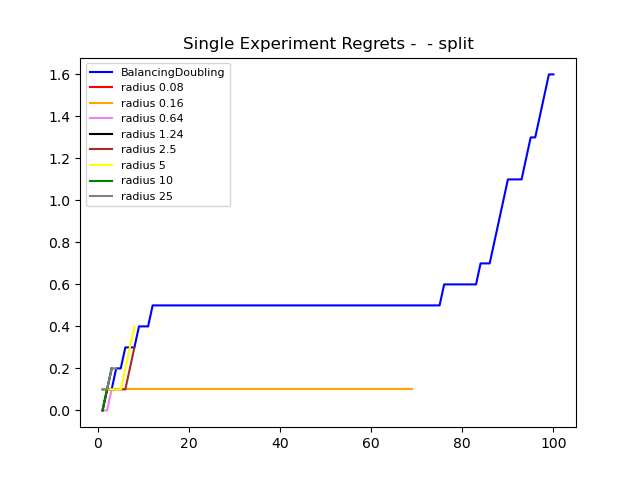 Single Experiment Regrets -  - split
BalancingDoubling
radius 0.08
radius 0.16
radius 0.64
radius 1.24
radius 2.5
radius 5
radius 10
radius 25
1.6
1.4
1.2
1.0
0.8
0.6
0.4
0.2
0.0
0 20 40 60 80 100